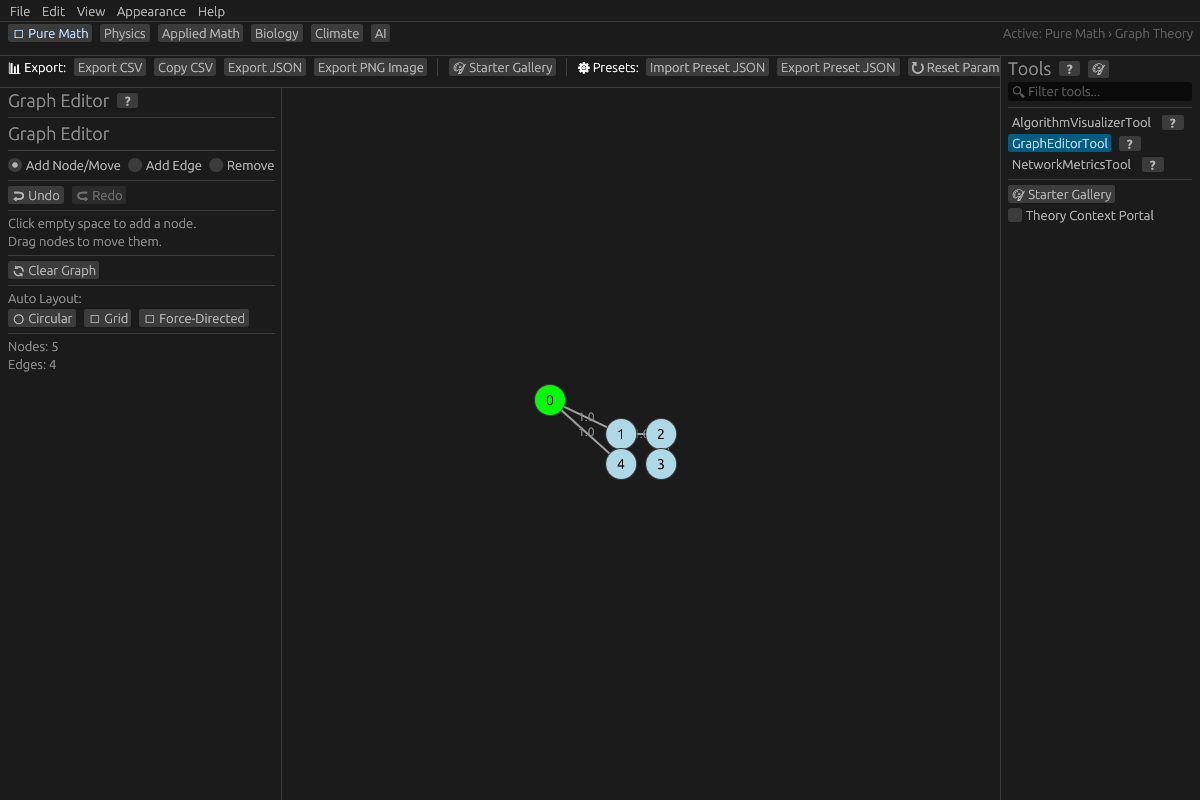 File Edit View Appearance Help
Pure Math Physics Applied Math Biology Climate AI Active: Pure Math › Graph Theory
Export: Export CSV Copy CSV Export JSON Export PNG Image Starter Gallery Presets: Import Preset JSON Export Preset JSON Reset Param
Graph Editor ?
Graph Editor
Add Node/Move Add Edge Remove
Undo Redo
Click empty space to add a node.
Drag nodes to move them.
Clear Graph
Auto Layout:
Circular Grid Force-Directed
Nodes: 5
Edges: 4
0
1.0
1.0
1 2
4 3
Tools ?
Filter tools...
AlgorithmVisualizerTool ?
GraphEditorTool ?
NetworkMetricsTool ?
Starter Gallery
Theory Context Portal